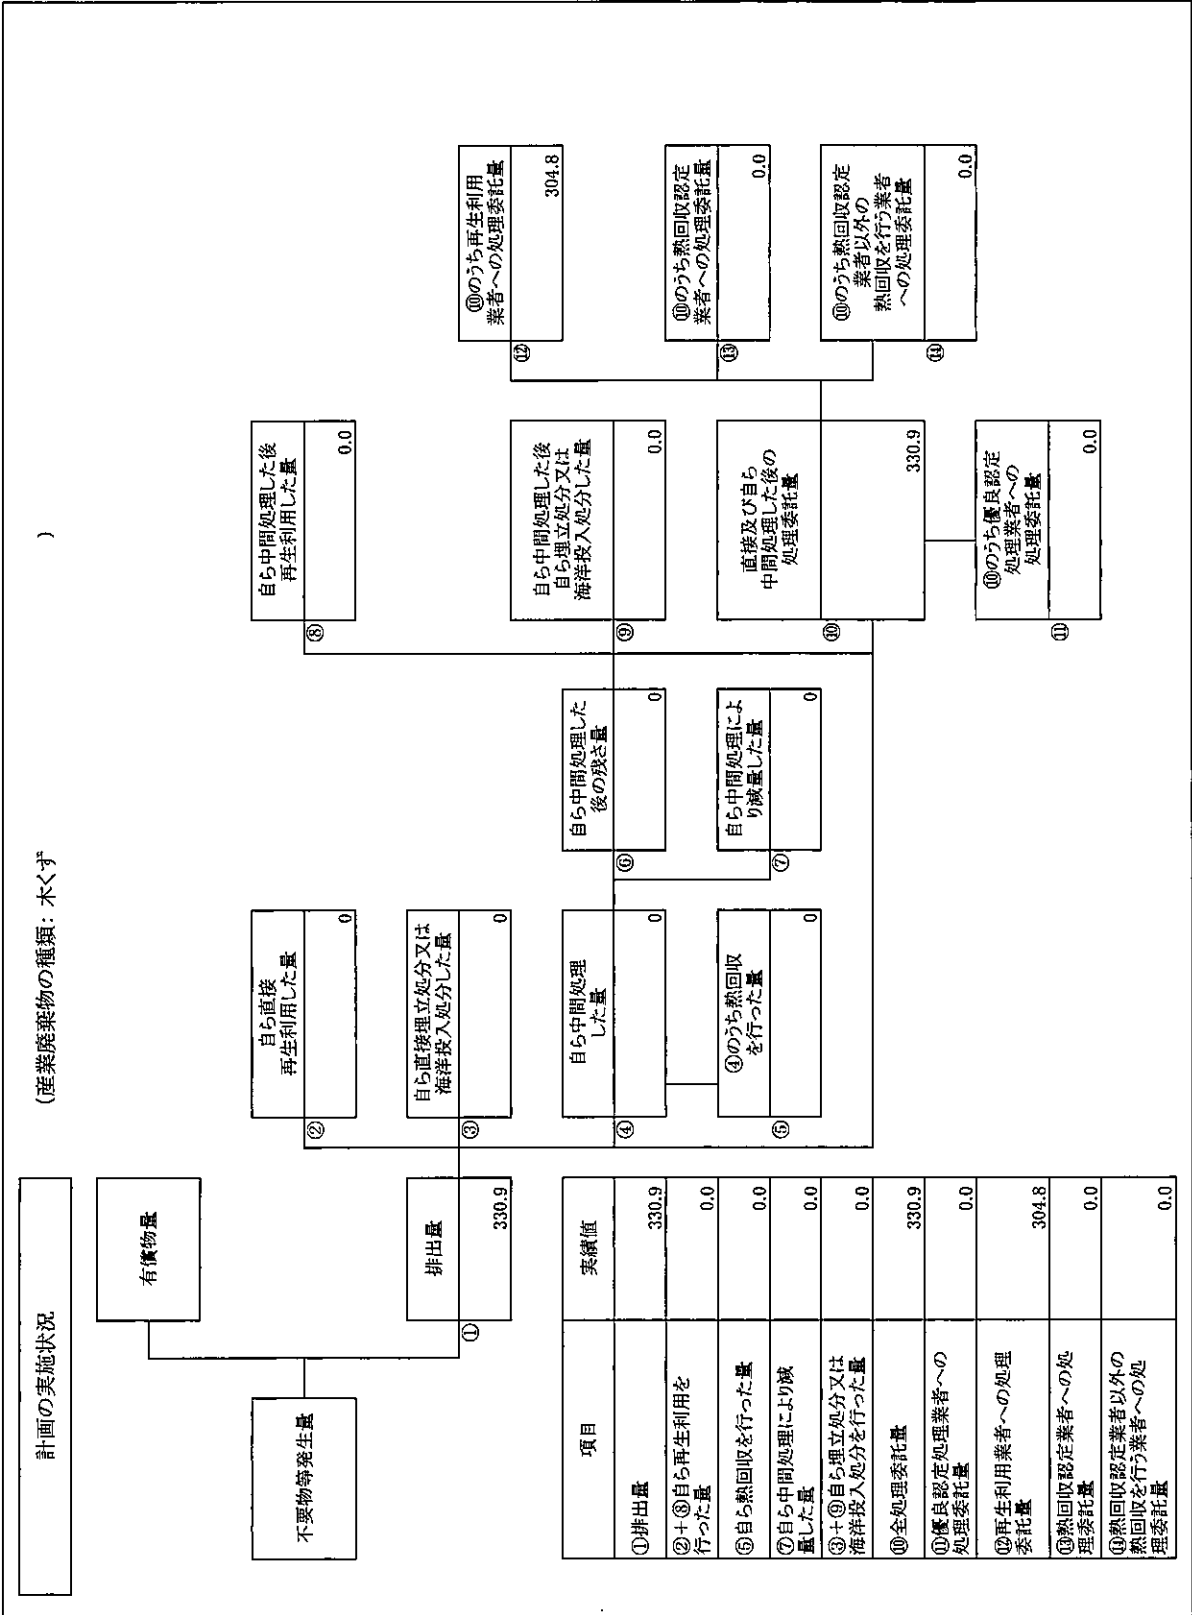 計画の実施状況
(産業廃棄物の種類: 木くず )
有償物量
不要物等発生量
①
排出量
330.9
②
自ら直接
再生利用した量
0
③
自ら直接埋立処分又は
海洋投入処分した量
0
④
自ら中間処理
した量
0
⑤
④のうち熱回収
を行った量
0
⑥
自ら中間処理した
後の残さ量
0
⑦
自ら中間処理によ
り減量した量
0
⑧
自ら中間処理した後
再生利用した量
0.0
⑨
自ら中間処理した後
自ら埋立処分又は
海洋投入処分した量
0.0
⑩
直接及び自ら
中間処理した後の
処理委託量
330.9
⑪
⑩のうち優良認定
処理業者への
処理委託量
0.0
⑫
⑩のうち再生利用
業者への処理委託量
304.8
⑬
⑩のうち熱回収認定
業者への処理委託量
0.0
⑭
⑩のうち熱回収認定
業者以外の
熱回収を行う業者
への処理委託量
0.0
項目 実績値
①排出量 330.9
②+⑧自ら再生利用を
行った量 0.0
⑤自ら熱回収を行った量 0.0
⑦自ら中間処理により減
量した量 0.0
③+⑨自ら埋立処分又は
海洋投入処分を行った量 0.0
⑩全処理委託量 330.9
⑪優良認定処理業者への
処理委託量 0.0
⑫再生利用業者への処理
委託量 304.8
⑬熱回収認定業者への処
理委託量 0.0
⑭熱回収認定業者以外の
熱回収を行う業者への処
理委託量 0.0